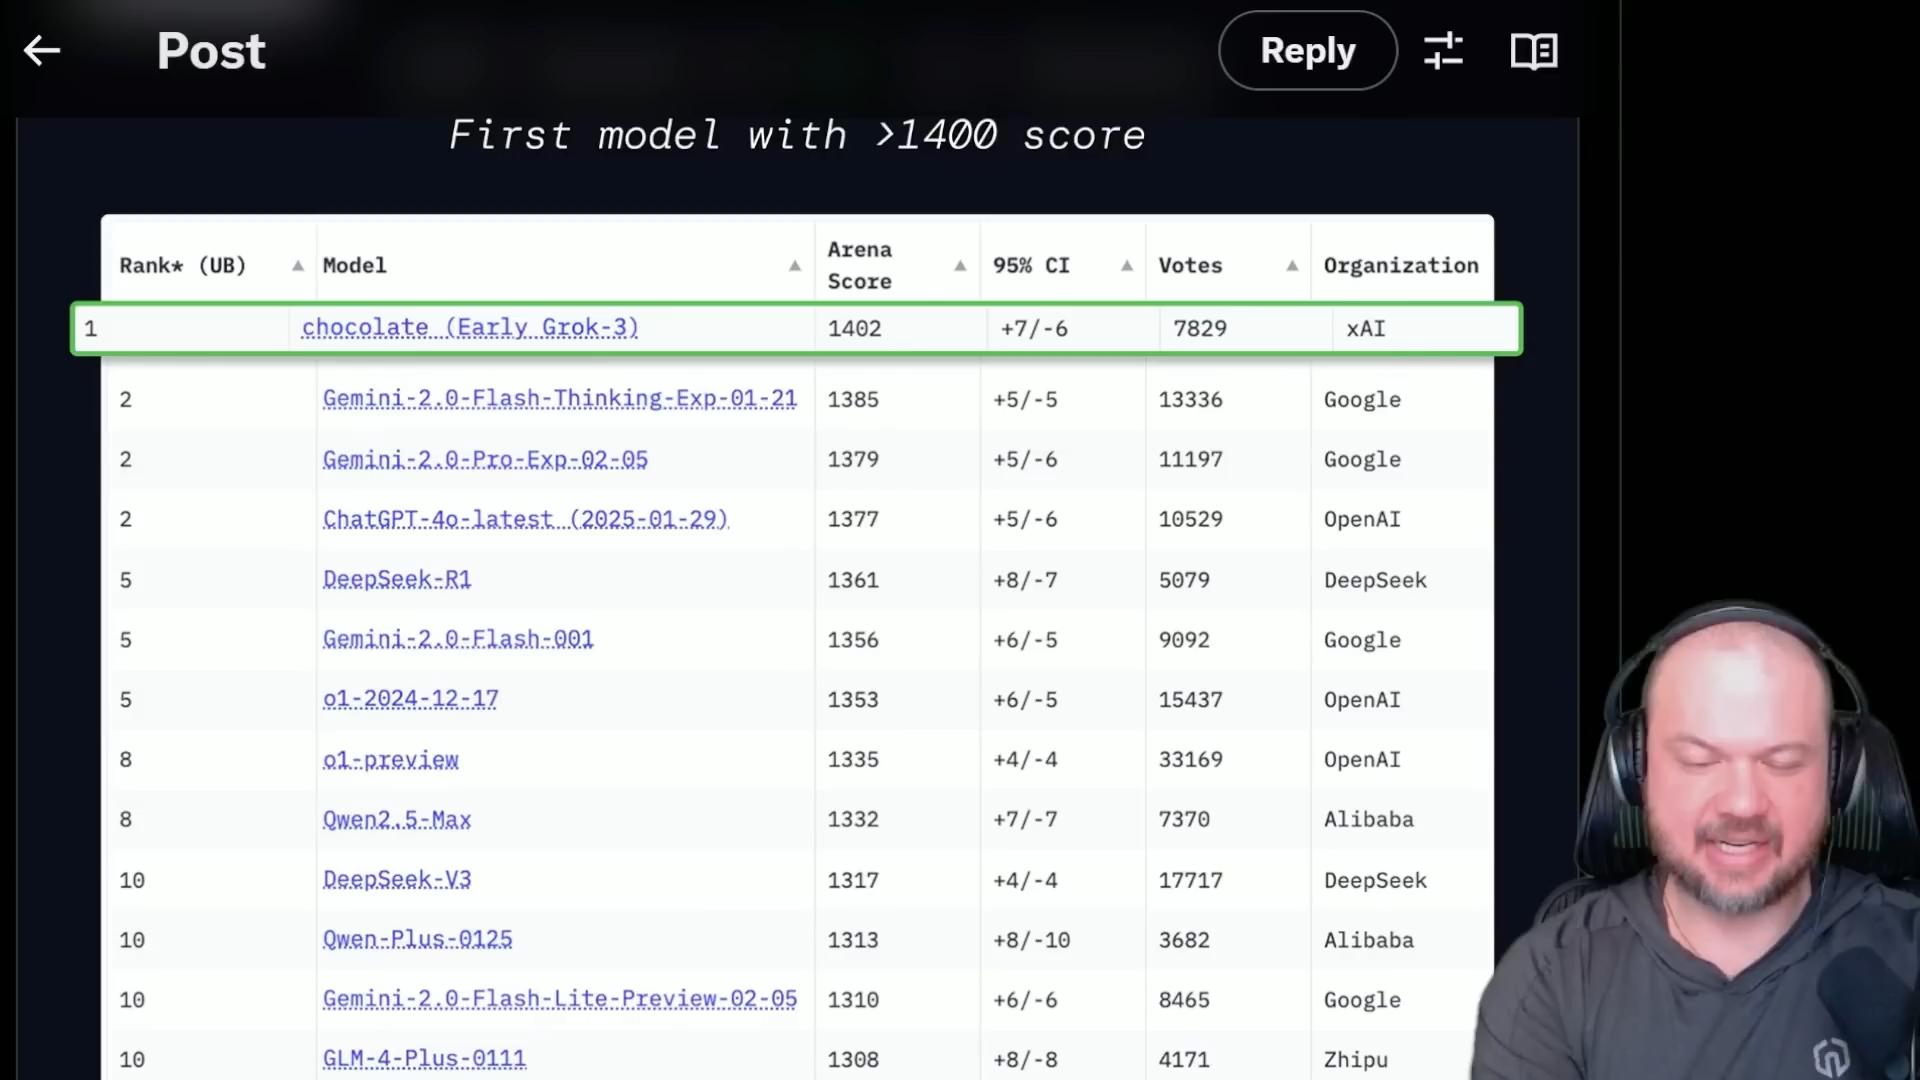 Post
Reply
First model with >1400 score
Rank* (UB) Model Arena Score 95% CI Votes Organization
1 chocolate (Early Grok-3) 1402 +7/-6 7829 xAI
2 Gemini-2.0-Flash-Thinking-Exp-01-21 1385 +5/-5 13336 Google
2 Gemini-2.0-Pro-Exp-02-05 1379 +5/-6 11197 Google
2 ChatGPT-4o-latest (2025-01-29) 1377 +5/-6 10529 OpenAI
5 DeepSeek-R1 1361 +8/-7 5079 DeepSeek
5 Gemini-2.0-Flash-001 1356 +6/-5 9092 Google
5 o1-2024-12-17 1353 +6/-5 15437 OpenAI
8 o1-preview 1335 +4/-4 33169 OpenAI
8 Qwen2.5-Max 1332 +7/-7 7370 Alibaba
10 DeepSeek-V3 1317 +4/-4 17717 DeepSeek
10 Qwen-Plus-0125 1313 +8/-10 3682 Alibaba
10 Gemini-2.0-Flash-Lite-Preview-02-05 1310 +6/-6 8465 Google
10 GLM-4-Plus-0111 1308 +8/-8 4171 Zhipu